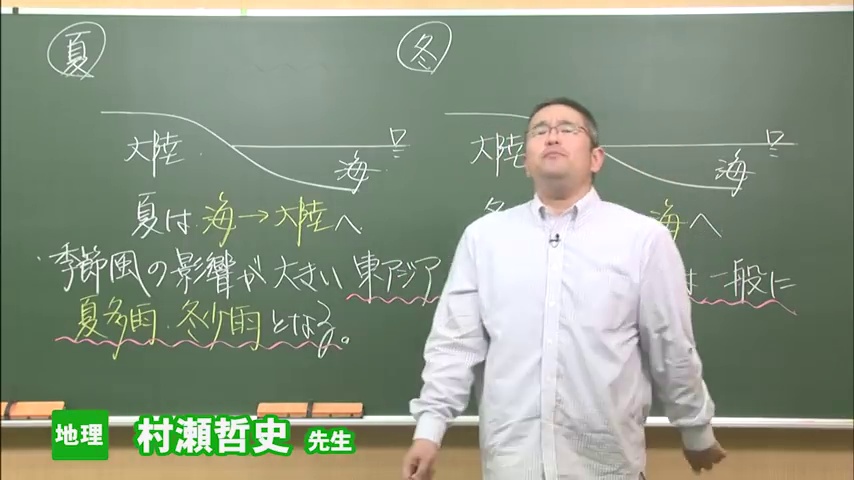 夏
冬
大陸
海
大陸
海
夏は 海→大陸へ
海へ
季節風の影響が大きい 東アジア は一般に
夏多雨・冬少雨となる。
地理 村瀬哲史 先生